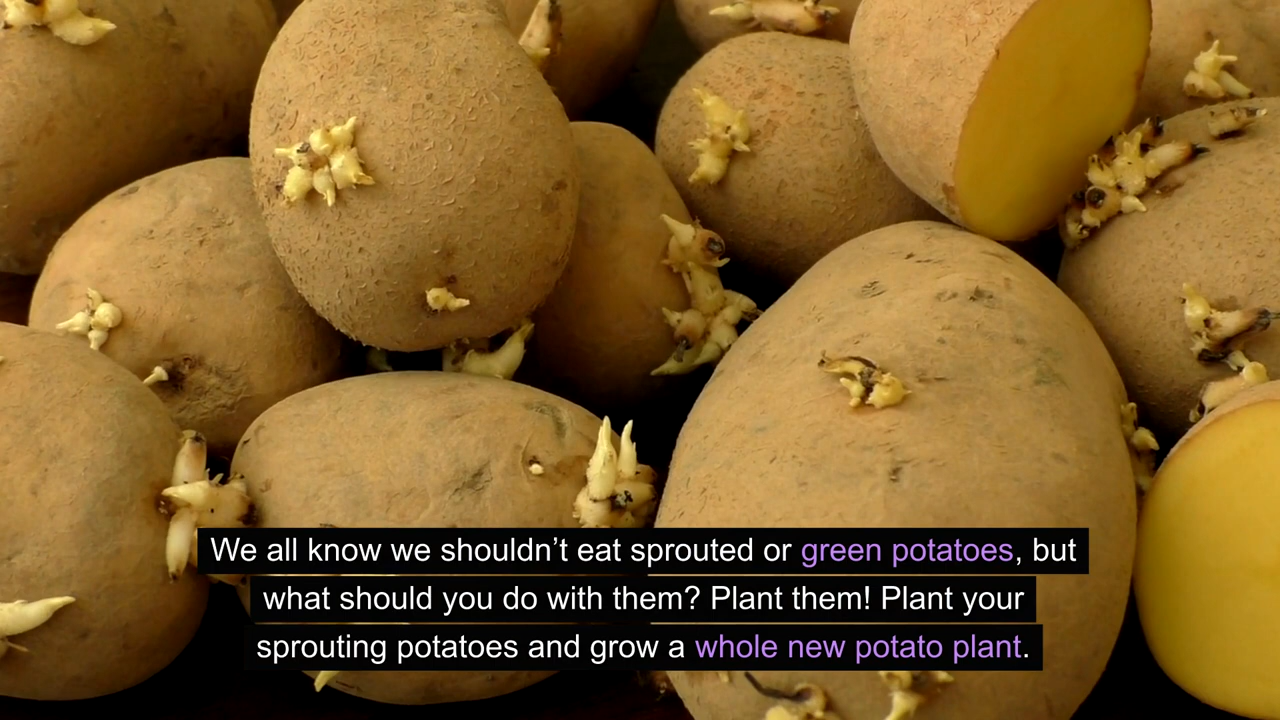 We all know we shouldn’t eat sprouted or green potatoes, but
what should you do with them? Plant them! Plant your
sprouting potatoes and grow a whole new potato plant.